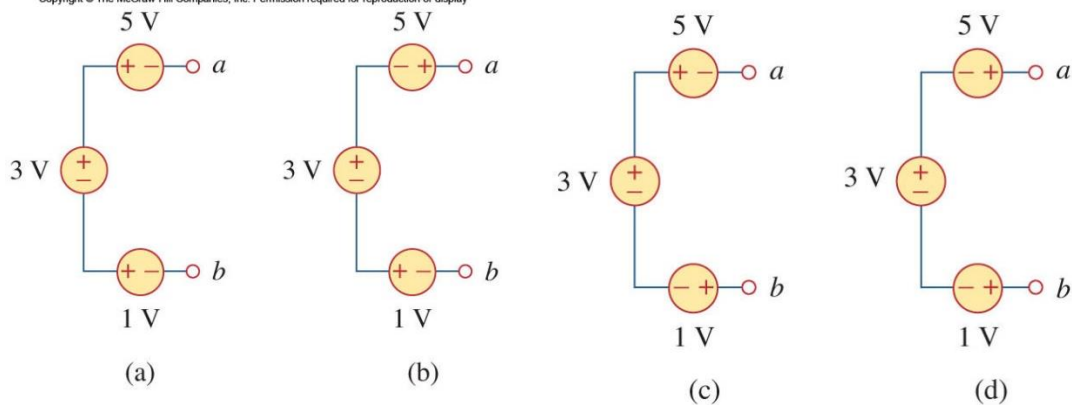 Copyright © The McGraw-Hill Companies, Inc. Permission required for reproduction or display
5 V 5 V 5 V 5 V
+ − a − + a + − a − + a
3 V + − 3 V + − 3 V + − 3 V + −
+ − b + − b − + b − + b
1 V 1 V 1 V 1 V
(a) (b) (c) (d)